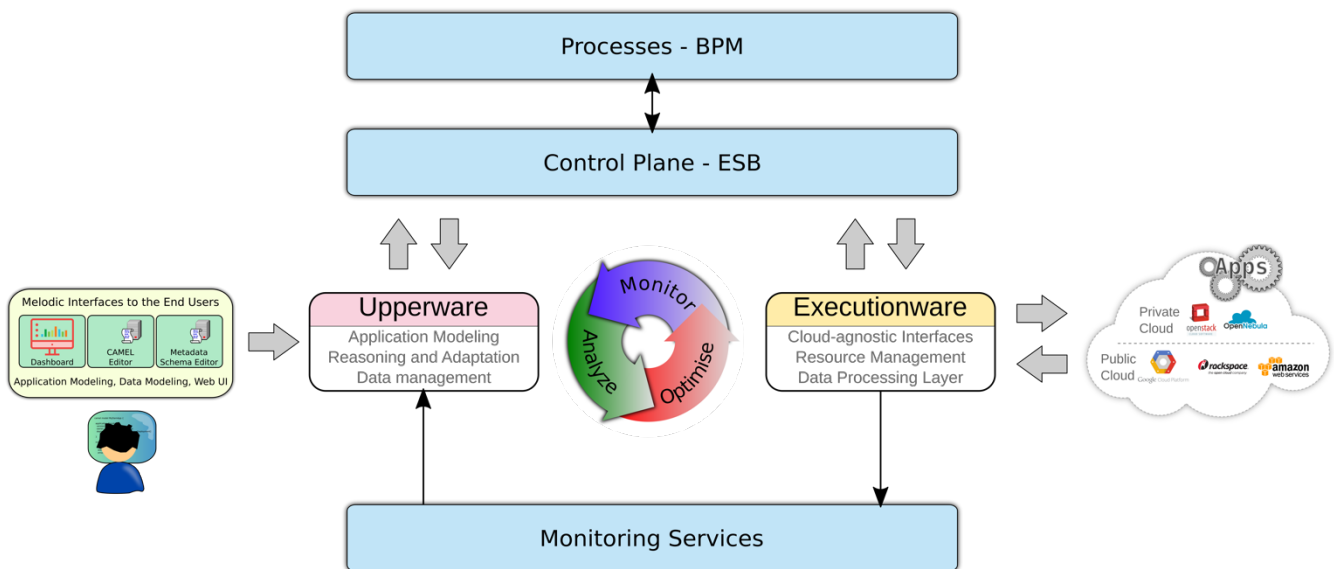 Processes - BPM
Control Plane - ESB
Melodic Interfaces to the End Users
Dashboard
CAMEL
Editor
Metadata
Schema Editor
Application Modeling, Data Modeling, Web UI
Upperware
Application Modeling
Reasoning and Adaptation
Data management
Monitor
Analyze
Optimise
Executionware
Cloud-agnostic Interfaces
Resource Management
Data Processing Layer
Apps
Private
Cloud
openstack
OpenNebula
Public
Cloud
Google Cloud Platform
rackspace
amazon
webservices
Monitoring Services